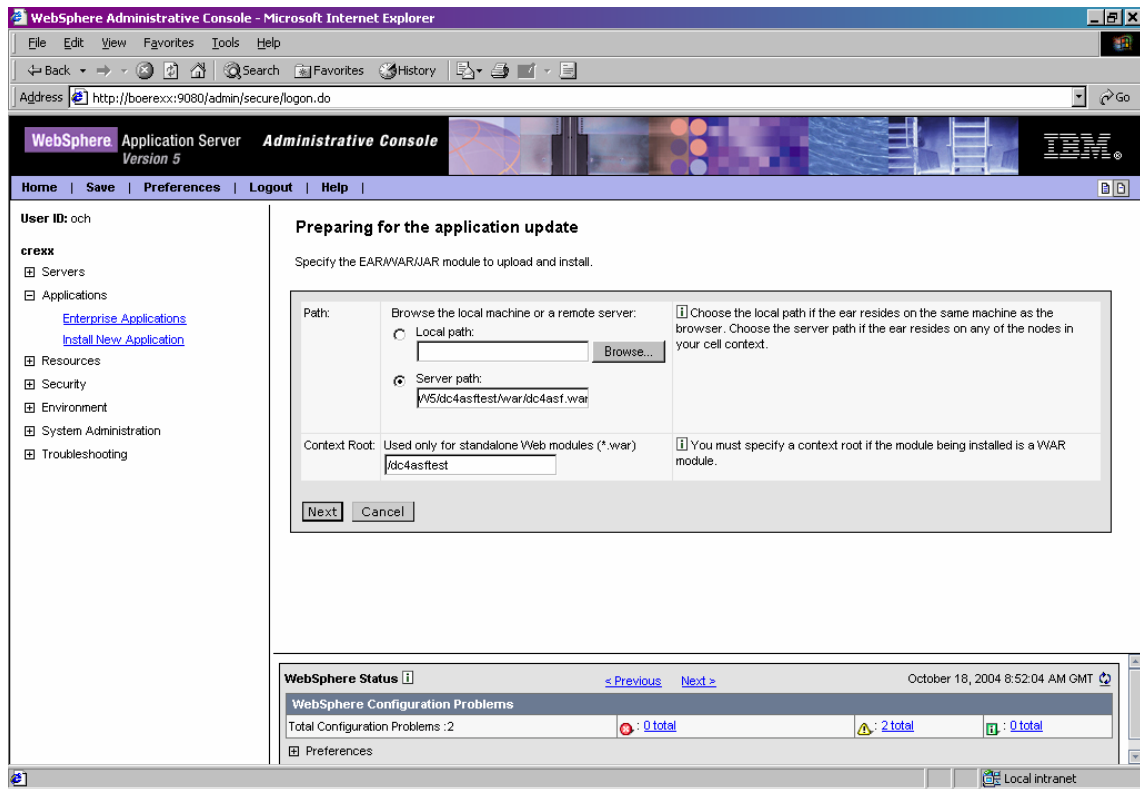 WebSphere Administrative Console - Microsoft Internet Explorer
File Edit View Favorites Tools Help
Back Search Favorites History
Address http://boerexx:9080/admin/secure/logon.do Go
WebSphere Application Server Administrative Console
Version 5
IBM®
Home | Save | Preferences | Logout | Help |
User ID: och
crexx
Servers
Applications
Enterprise Applications
Install New Application
Resources
Security
Environment
System Administration
Troubleshooting
Preparing for the application update
Specify the EAR/WAR/JAR module to upload and install.
Path:
Browse the local machine or a remote server:
Local path:
Browse...
Server path:
/dc4asftest/war/dc4asf.war
i Choose the local path if the ear resides on the same machine as the
browser. Choose the server path if the ear resides on any of the nodes in
your cell context.
Context Root:
Used only for standalone Web modules (*.war)
/dc4asftest
i You must specify a context root if the module being installed is a WAR
module.
Next Cancel
WebSphere Status i < Previous Next > October 18, 2004 8:52:04 AM GMT
WebSphere Configuration Problems
Total Configuration Problems :2 : 0 total : 2 total : 0 total
Preferences
Local intranet